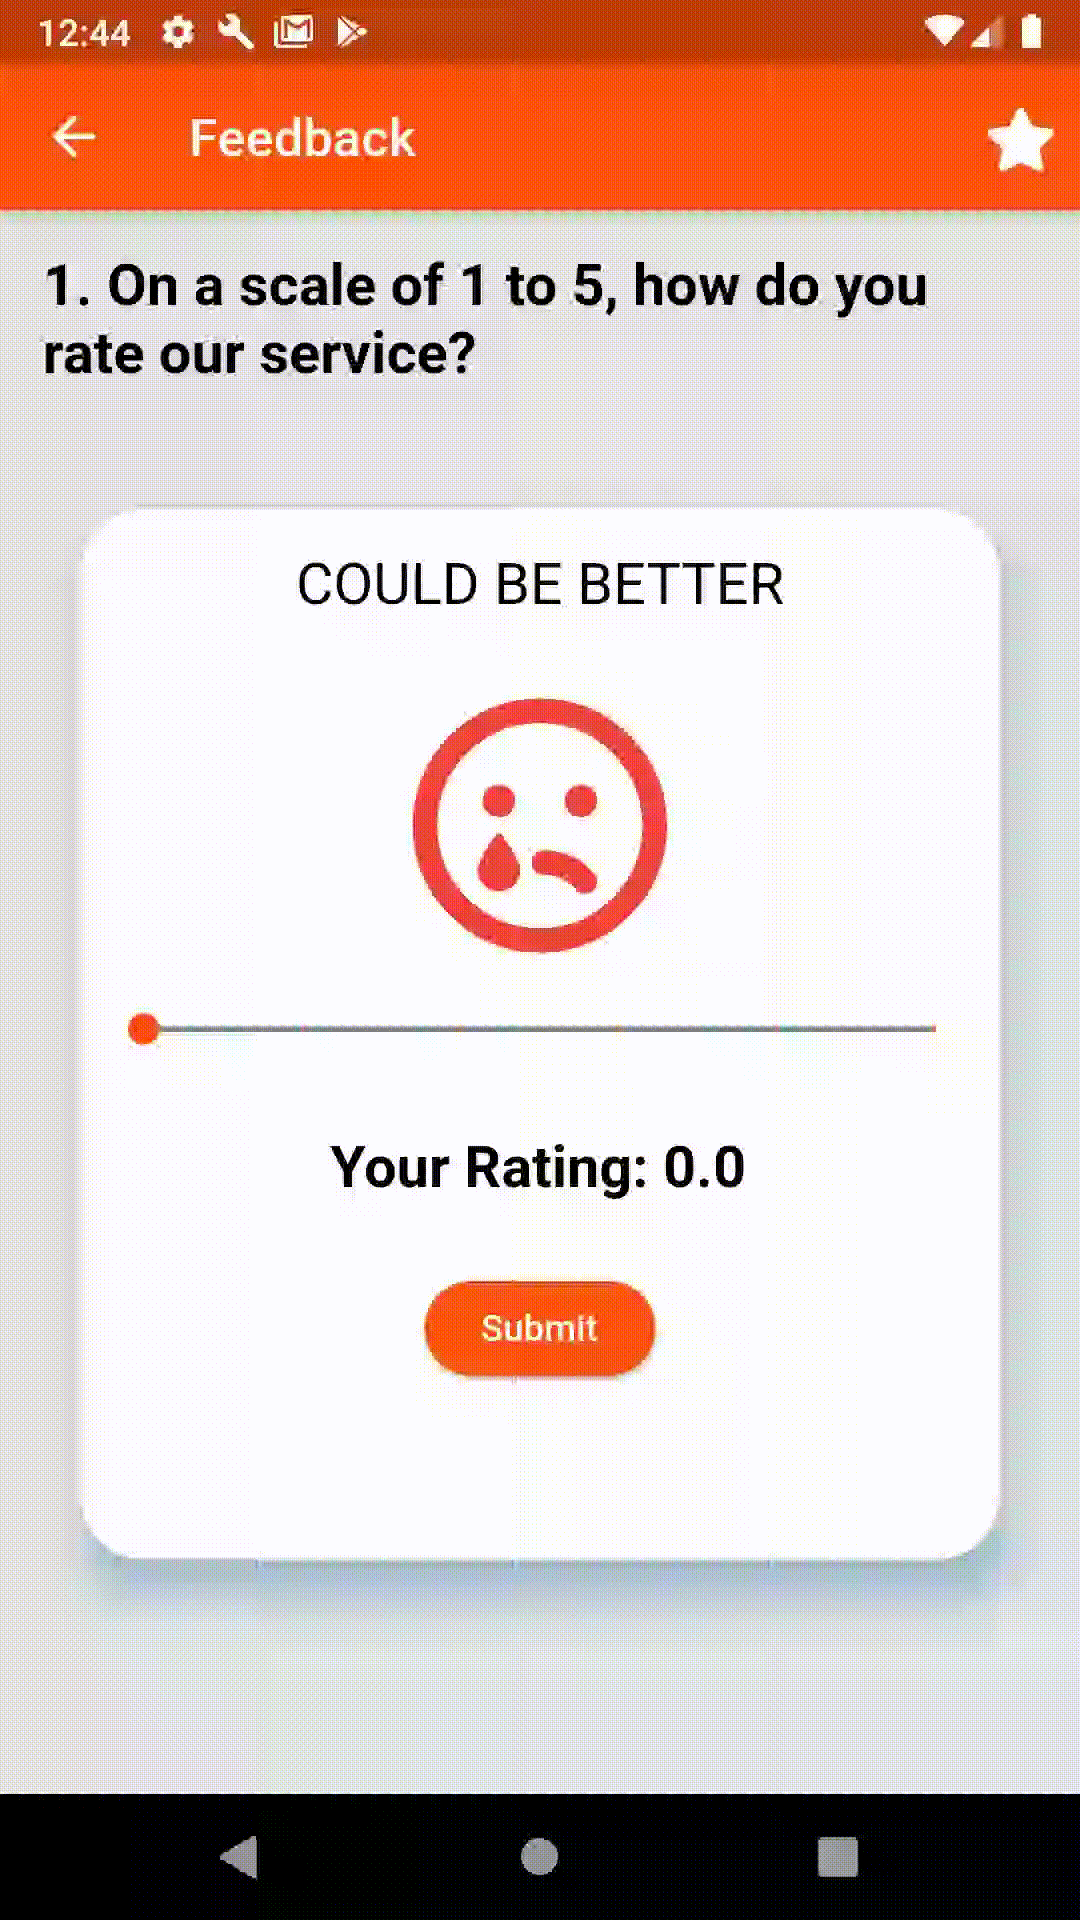 12:44
Feedback
1. On a scale of 1 to 5, how do you
rate our service?
COULD BE BETTER
Your Rating: 0.0
Submit